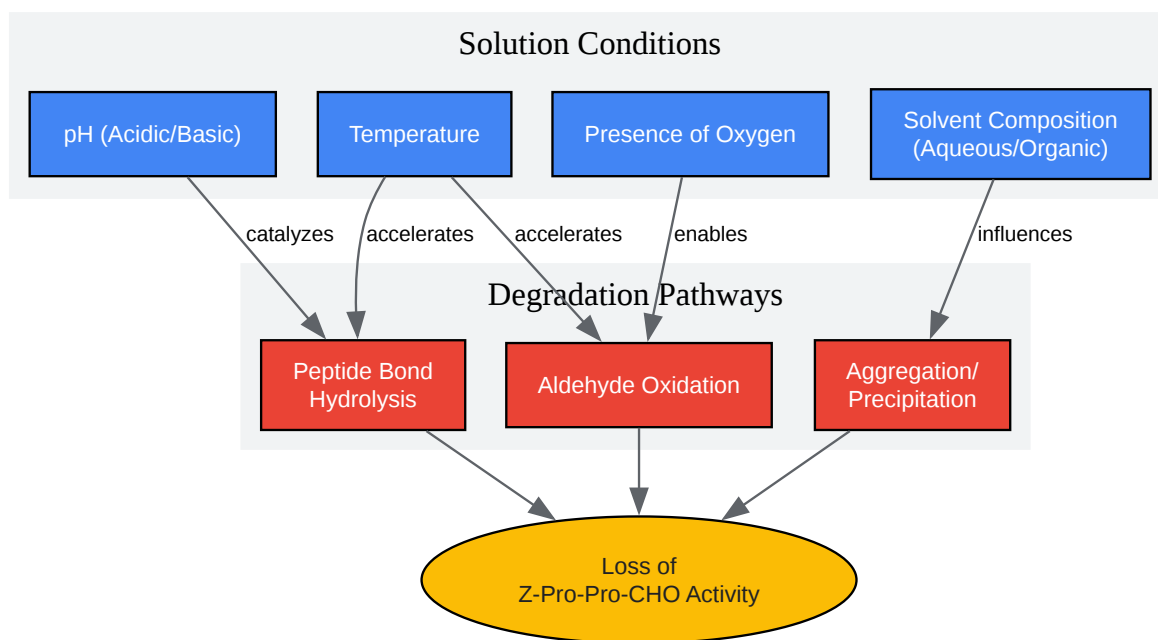 Solution Conditions
pH (Acidic/Basic)
Temperature
Presence of Oxygen
Solvent Composition
(Aqueous/Organic)
catalyzes
accelerates
accelerates
enables
influences
Degradation Pathways
Peptide Bond
Hydrolysis
Aldehyde Oxidation
Aggregation/
Precipitation
Loss of
Z-Pro-Pro-CHO Activity